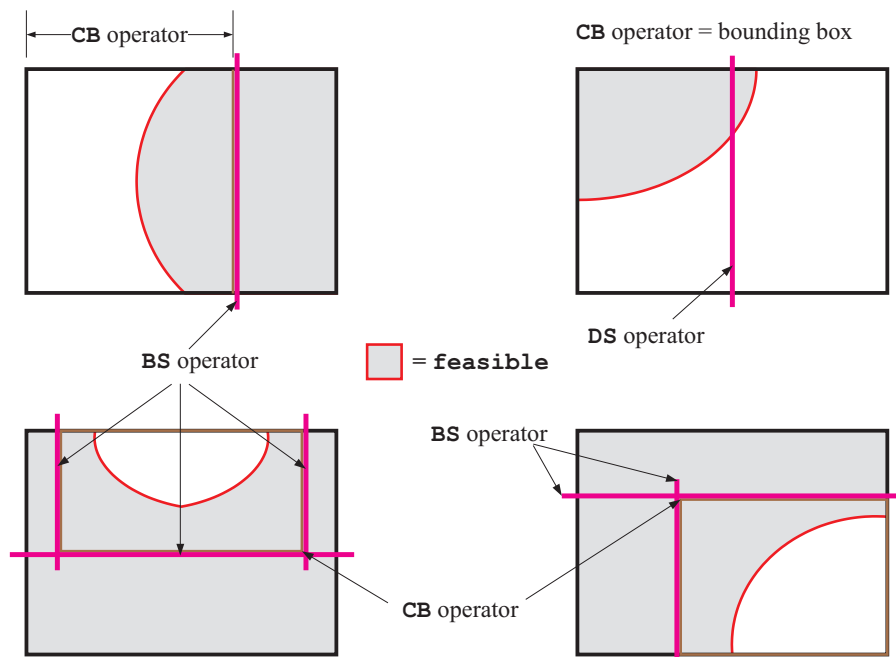 CB operator
CB operator = bounding box
DS operator
BS operator
= feasible
BS operator
CB operator